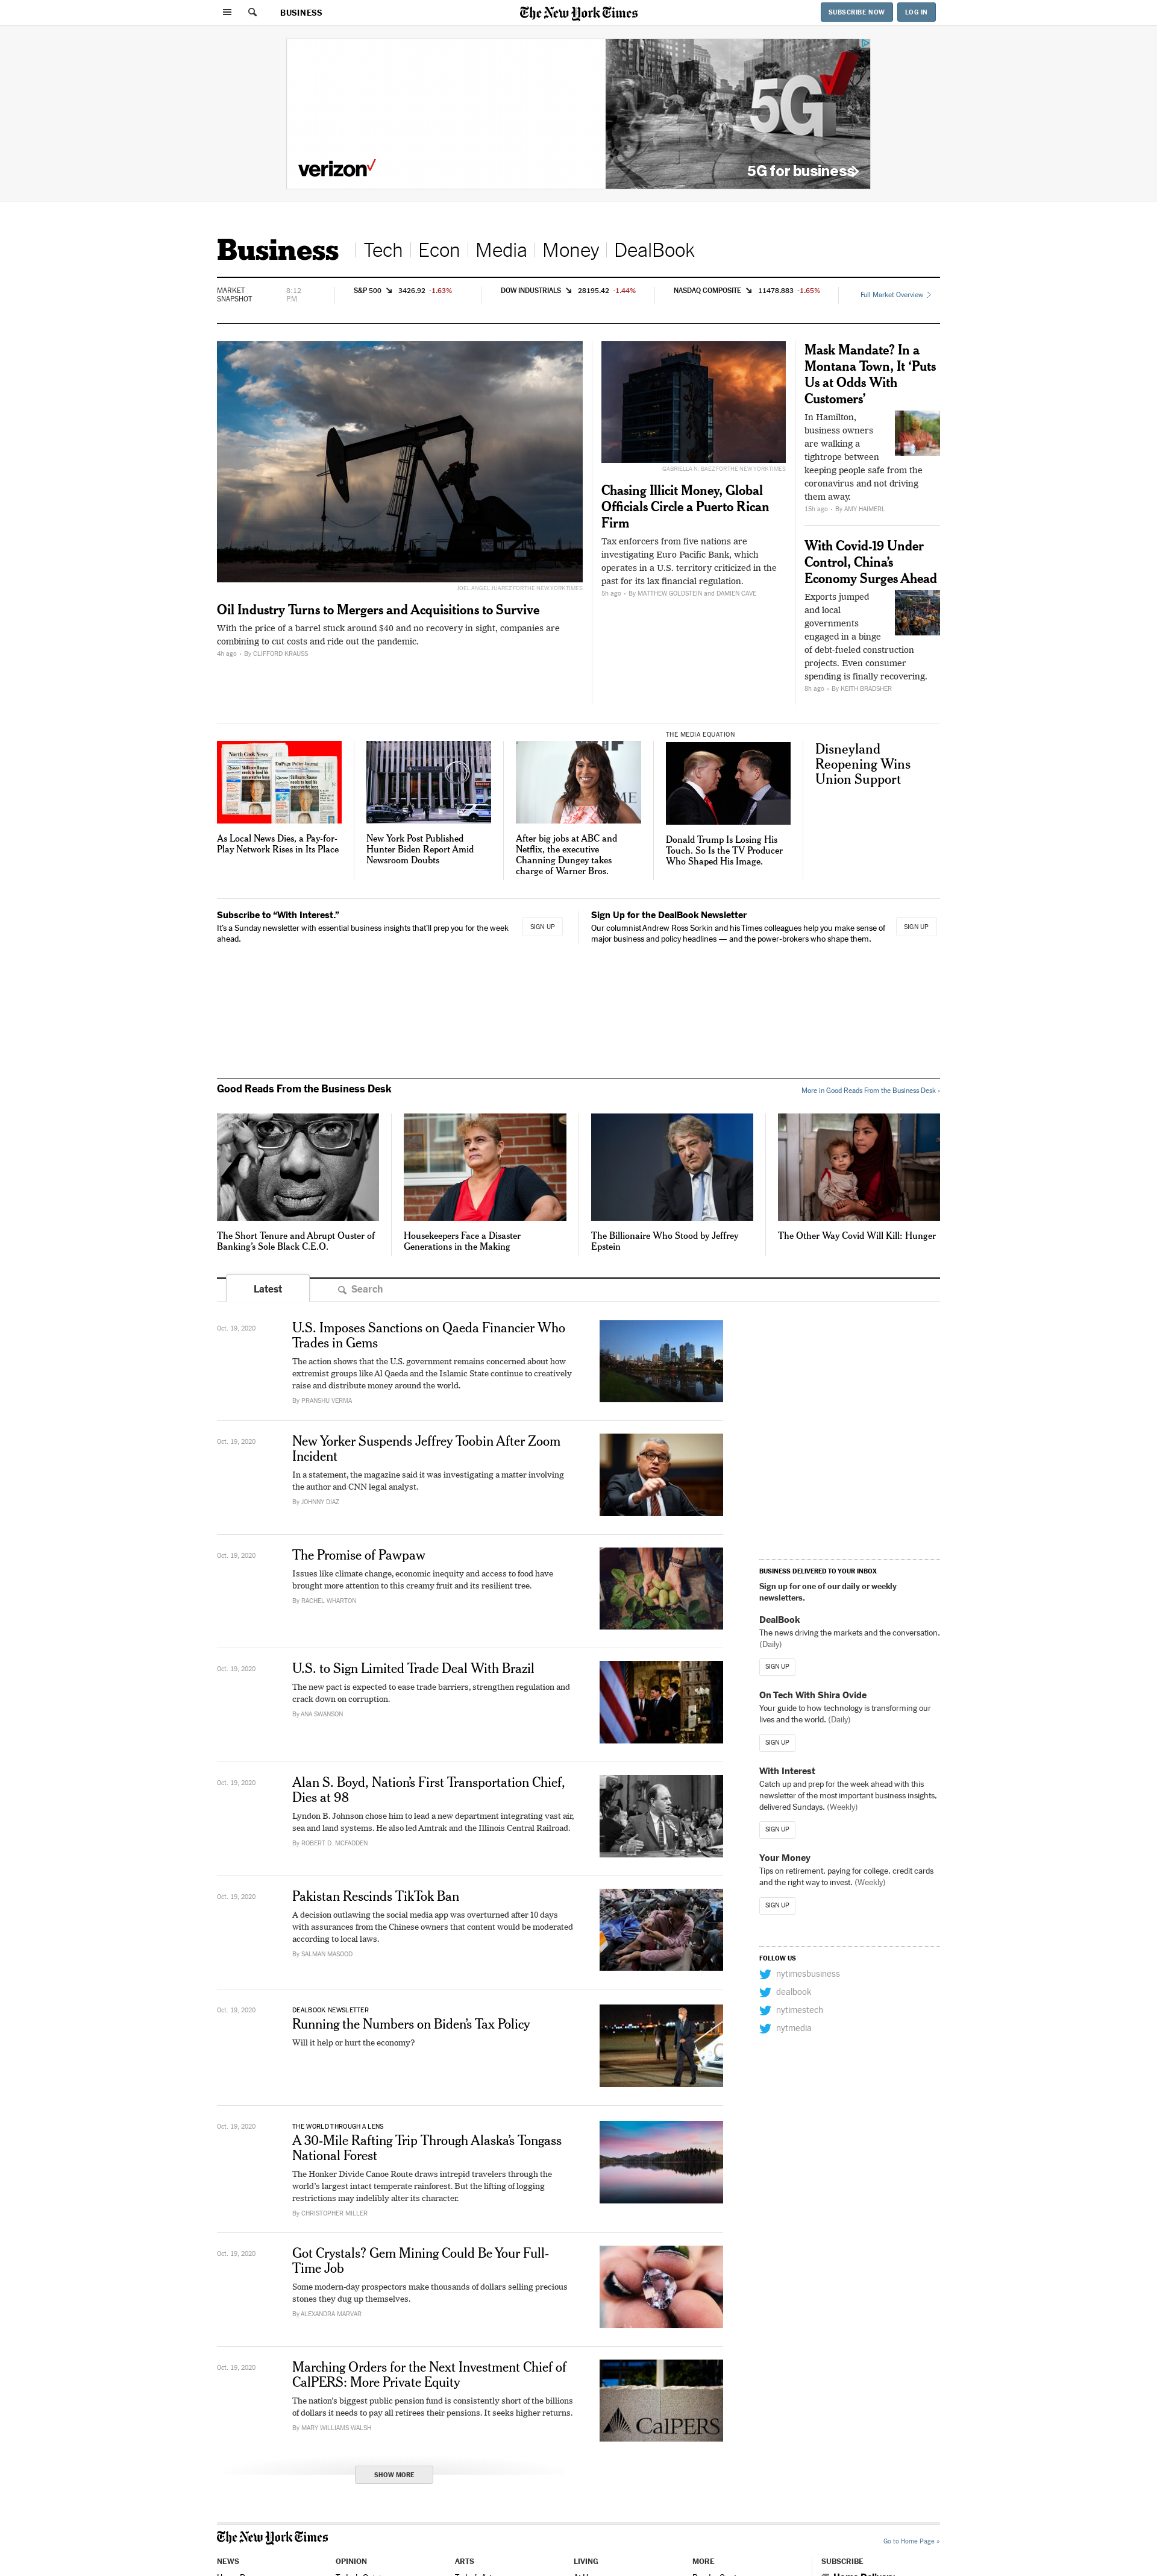 BUSINESS
The New York Times
SUBSCRIBE NOW
LOG IN
5G
verizon
5G for business
Business
Tech
Econ
Media
Money
DealBook
MARKET
SNAPSHOT
8:12
P.M.
S&P 500 3426.92 -1.63%
DOW INDUSTRIALS 28195.42 -1.44%
NASDAQ COMPOSITE 11478.883 -1.65%
Full Market Overview
JOEL ANGEL JUAREZ FOR THE NEW YORK TIMES
Oil Industry Turns to Mergers and Acquisitions to Survive
With the price of a barrel stuck around $40 and no recovery in sight, companies are
combining to cut costs and ride out the pandemic.
4h ago • By CLIFFORD KRAUSS
GABRIELLA N. BAEZ FOR THE NEW YORK TIMES
Chasing Illicit Money, Global
Officials Circle a Puerto Rican
Firm
Tax enforcers from five nations are
investigating Euro Pacific Bank, which
operates in a U.S. territory criticized in the
past for its lax financial regulation.
5h ago • By MATTHEW GOLDSTEIN and DAMIEN CAVE
Mask Mandate? In a
Montana Town, It ‘Puts
Us at Odds With
Customers’
In Hamilton,
business owners
are walking a
tightrope between
keeping people safe from the
coronavirus and not driving
them away.
15h ago • By AMY HAIMERL
With Covid-19 Under
Control, China’s
Economy Surges Ahead
Exports jumped
and local
governments
engaged in a binge
of debt-fueled construction
projects. Even consumer
spending is finally recovering.
8h ago • By KEITH BRADSHER
North Cook News
DuPage Policy Journal
As Local News Dies, a Pay-for-
Play Network Rises in Its Place
New York Post Published
Hunter Biden Report Amid
Newsroom Doubts
After big jobs at ABC and
Netflix, the executive
Channing Dungey takes
charge of Warner Bros.
THE MEDIA EQUATION
Donald Trump Is Losing His
Touch. So Is the TV Producer
Who Shaped His Image.
Disneyland
Reopening Wins
Union Support
Subscribe to “With Interest.”
It’s a Sunday newsletter with essential business insights that’ll prep you for the week
ahead.
SIGN UP
Sign Up for the DealBook Newsletter
Our columnist Andrew Ross Sorkin and his Times colleagues help you make sense of
major business and policy headlines — and the power-brokers who shape them.
SIGN UP
Good Reads From the Business Desk
More in Good Reads From the Business Desk ›
The Short Tenure and Abrupt Ouster of
Banking’s Sole Black C.E.O.
Housekeepers Face a Disaster
Generations in the Making
The Billionaire Who Stood by Jeffrey
Epstein
The Other Way Covid Will Kill: Hunger
Latest
Search
Oct. 19, 2020
U.S. Imposes Sanctions on Qaeda Financier Who
Trades in Gems
The action shows that the U.S. government remains concerned about how
extremist groups like Al Qaeda and the Islamic State continue to creatively
raise and distribute money around the world.
By PRANSHU VERMA
Oct. 19, 2020
New Yorker Suspends Jeffrey Toobin After Zoom
Incident
In a statement, the magazine said it was investigating a matter involving
the author and CNN legal analyst.
By JOHNNY DIAZ
Oct. 19, 2020
The Promise of Pawpaw
Issues like climate change, economic inequity and access to food have
brought more attention to this creamy fruit and its resilient tree.
By RACHEL WHARTON
Oct. 19, 2020
U.S. to Sign Limited Trade Deal With Brazil
The new pact is expected to ease trade barriers, strengthen regulation and
crack down on corruption.
By ANA SWANSON
Oct. 19, 2020
Alan S. Boyd, Nation’s First Transportation Chief,
Dies at 98
Lyndon B. Johnson chose him to lead a new department integrating vast air,
sea and land systems. He also led Amtrak and the Illinois Central Railroad.
By ROBERT D. MCFADDEN
Oct. 19, 2020
Pakistan Rescinds TikTok Ban
A decision outlawing the social media app was overturned after 10 days
with assurances from the Chinese owners that content would be moderated
according to local laws.
By SALMAN MASOOD
Oct. 19, 2020
DEALBOOK NEWSLETTER
Running the Numbers on Biden’s Tax Policy
Will it help or hurt the economy?
Oct. 19, 2020
THE WORLD THROUGH A LENS
A 30-Mile Rafting Trip Through Alaska’s Tongass
National Forest
The Honker Divide Canoe Route draws intrepid travelers through the
world’s largest intact temperate rainforest. But the lifting of logging
restrictions may indelibly alter its character.
By CHRISTOPHER MILLER
Oct. 19, 2020
Got Crystals? Gem Mining Could Be Your Full-
Time Job
Some modern-day prospectors make thousands of dollars selling precious
stones they dug up themselves.
By ALEXANDRA MARVAR
Oct. 19, 2020
Marching Orders for the Next Investment Chief of
CalPERS: More Private Equity
The nation’s biggest public pension fund is consistently short of the billions
of dollars it needs to pay all retirees their pensions. It seeks higher returns.
By MARY WILLIAMS WALSH
CalPERS
SHOW MORE
BUSINESS DELIVERED TO YOUR INBOX
Sign up for one of our daily or weekly
newsletters.
DealBook
The news driving the markets and the conversation.
(Daily)
SIGN UP
On Tech With Shira Ovide
Your guide to how technology is transforming our
lives and the world. (Daily)
SIGN UP
With Interest
Catch up and prep for the week ahead with this
newsletter of the most important business insights,
delivered Sundays. (Weekly)
SIGN UP
Your Money
Tips on retirement, paying for college, credit cards
and the right way to invest. (Weekly)
SIGN UP
FOLLOW US
nytimesbusiness
dealbook
nytimestech
nytmedia
The New York Times
Go to Home Page »
NEWS
OPINION
ARTS
LIVING
MORE
SUBSCRIBE